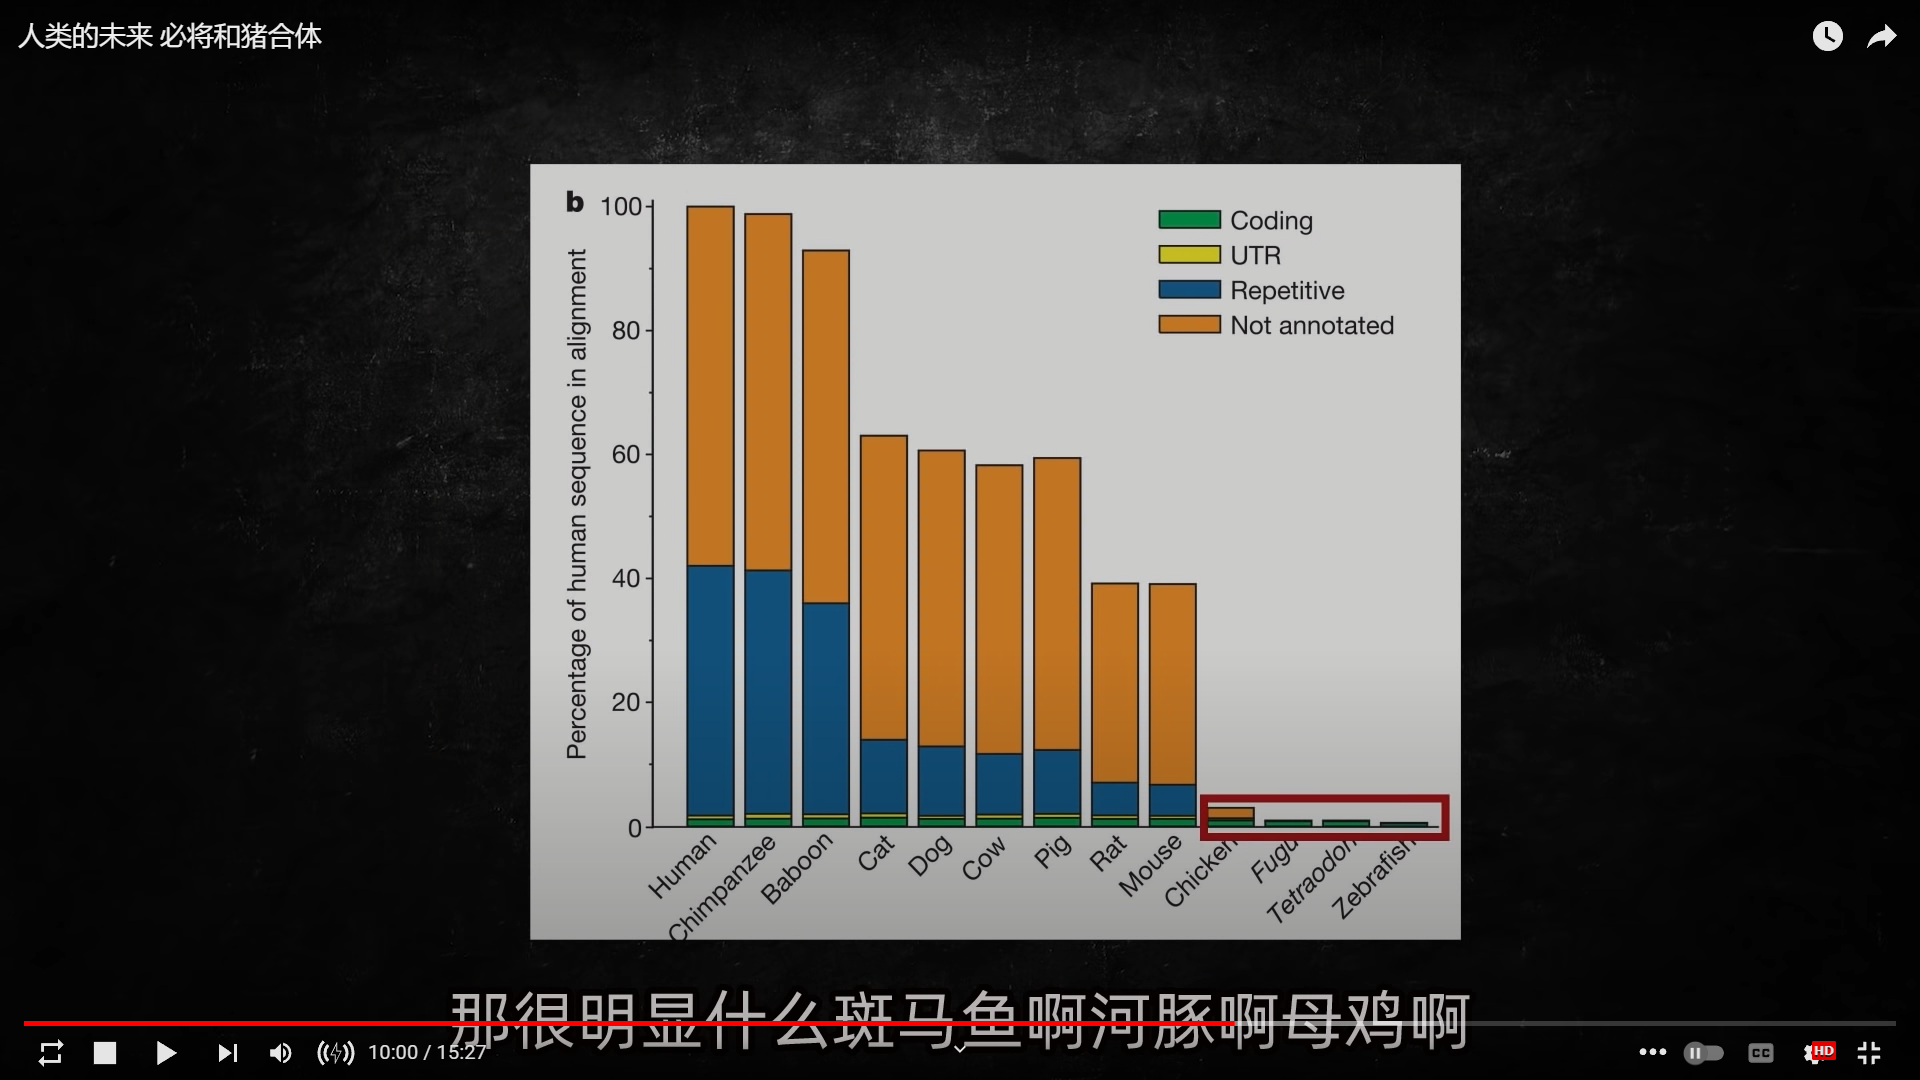 人类的未来 必将和猪合体
b
Percentage of human sequence in alignment
100
80
60
40
20
0
Coding
UTR
Repetitive
Not annotated
Human
Chimpanzee
Baboon
Cat
Dog
Cow
Pig
Rat
Mouse
Chicken
Fugu
Tetraodon
Zebrafish
那很明显什么斑马鱼啊河豚啊母鸡啊
10:00 / 15:27
CC
HD